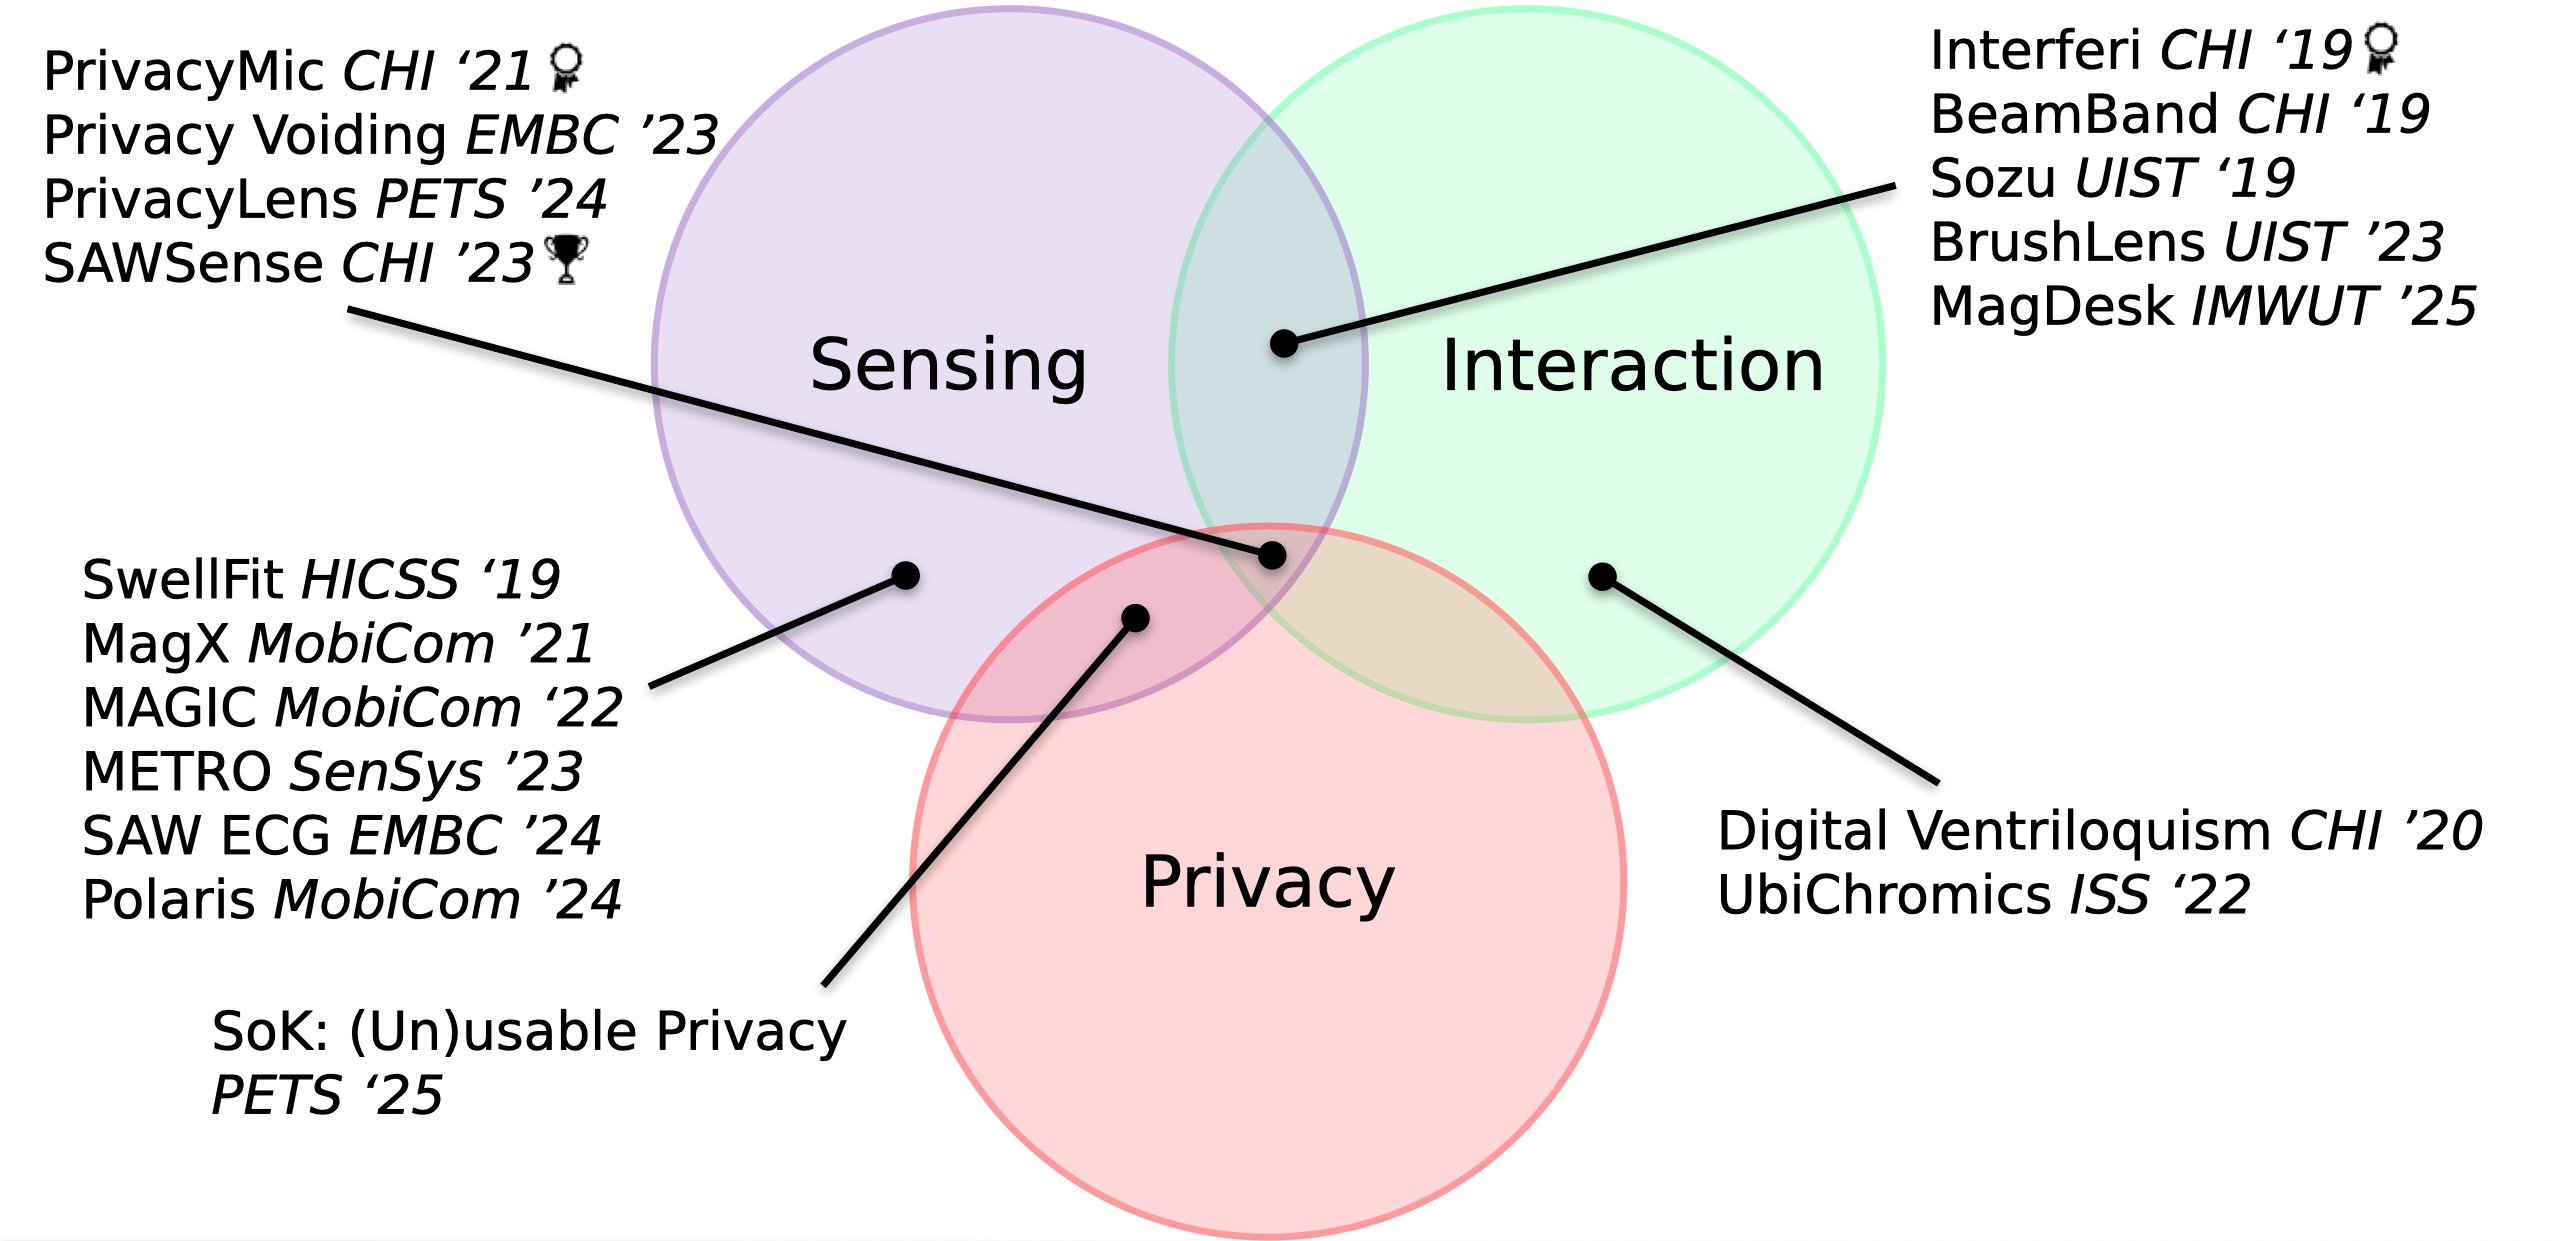 PrivacyMic CHI ‘21
Privacy Voiding EMBC ’23
PrivacyLens PETS ’24
SAWSense CHI ’23
Interferi CHI ‘19
BeamBand CHI ‘19
Sozu UIST ‘19
BrushLens UIST ’23
MagDesk IMWUT ’25
Sensing
Interaction
SwellFit HICSS ‘19
MagX MobiCom ’21
MAGIC MobiCom ‘22
METRO SenSys ’23
SAW ECG EMBC ’24
Polaris MobiCom ’24
Privacy
Digital Ventriloquism CHI ’20
UbiChromics ISS ‘22
SoK: (Un)usable Privacy
PETS ‘25